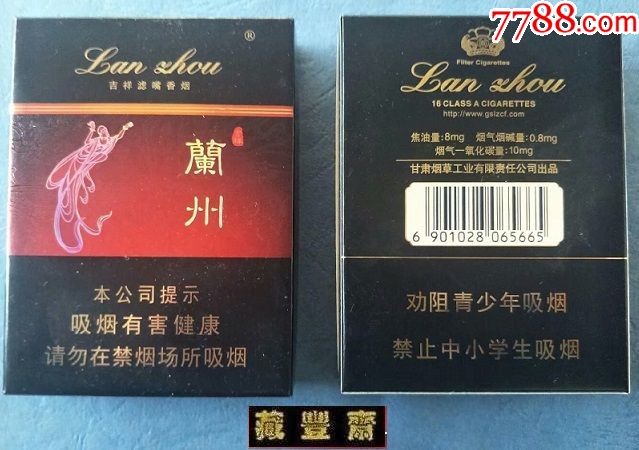 7788.com
Lan zhou
®
吉祥滤嘴香烟
蘭州
本公司提示
吸烟有害健康
请勿在禁烟场所吸烟
Filter Cigarettes
Lan zhou
16 CLASS A CIGARETTES
http://www.gslzcf.com
焦油量:8mg 烟气烟碱量:0.8mg
烟气一氧化碳量:10mg
甘肃烟草工业有限责任公司出品
6 901028 065665
劝阻青少年吸烟
禁止中小学生吸烟
藏豐齋